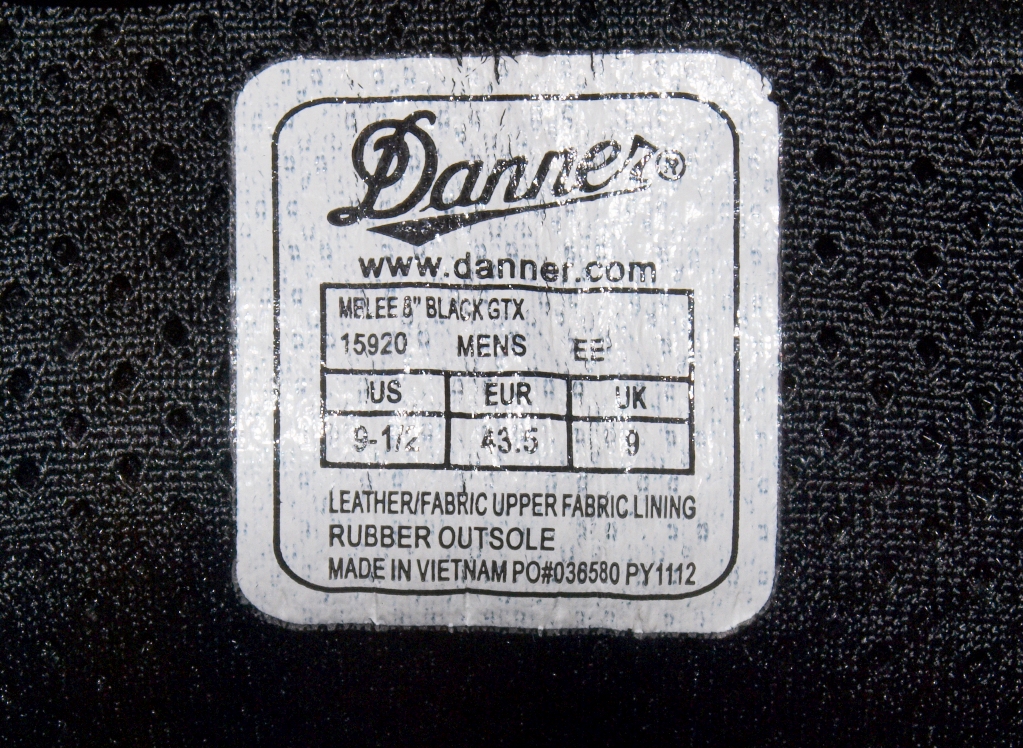 Danner®
www.danner.com
MELEE 8" BLACK GTX
15920 MENS EE
US EUR UK
9-1/2 43.5 9
LEATHER/FABRIC UPPER FABRIC LINING
RUBBER OUTSOLE
MADE IN VIETNAM PO#036580 PY1112